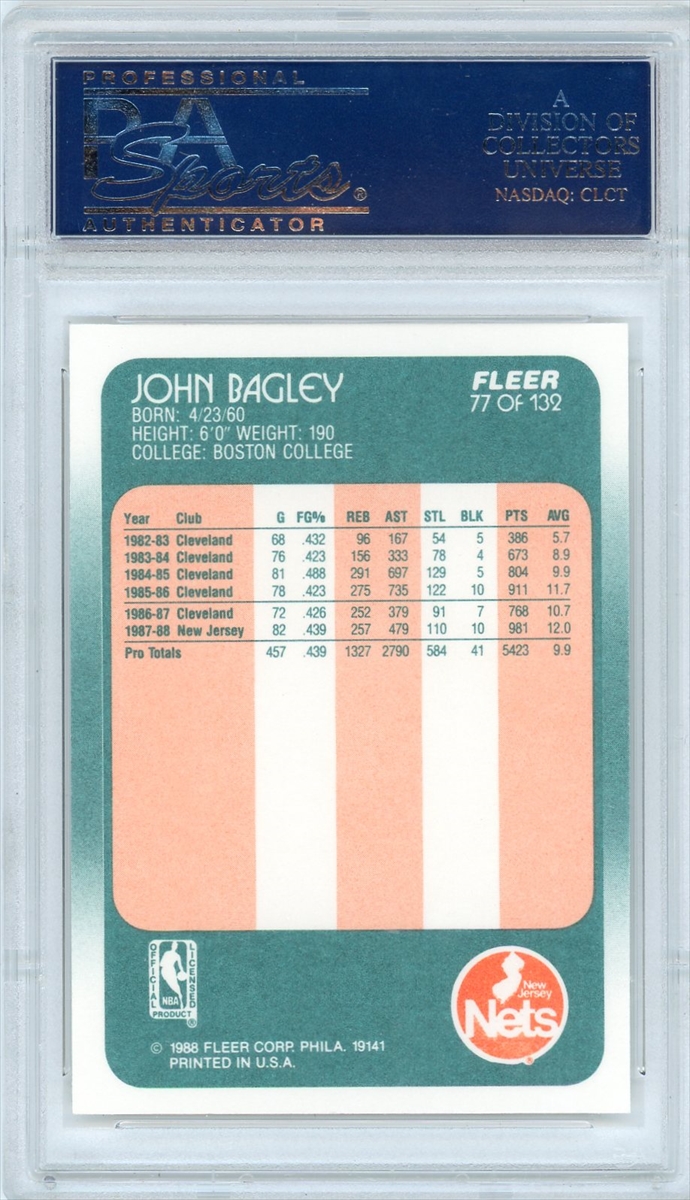 PROFESSIONAL
PSA
Sports®
AUTHENTICATOR
A
DIVISION OF
COLLECTORS
UNIVERSE
NASDAQ: CLCT
JOHN BAGLEY
BORN: 4/23/60
HEIGHT: 6'0" WEIGHT: 190
COLLEGE: BOSTON COLLEGE
FLEER
77 OF 132
Year Club G FG% REB AST STL BLK PTS AVG
1982-83 Cleveland 68 .432 96 167 54 5 386 5.7
1983-84 Cleveland 76 .423 156 333 78 4 673 8.9
1984-85 Cleveland 81 .488 291 697 129 5 804 9.9
1985-86 Cleveland 78 .423 275 735 122 10 911 11.7
1986-87 Cleveland 72 .426 252 379 91 7 768 10.7
1987-88 New Jersey 82 .439 257 479 110 10 981 12.0
Pro Totals 457 .439 1327 2790 584 41 5423 9.9
OFFICIAL
LICENSED
NBA
PRODUCT ®
New
Jersey
Nets®
© 1988 FLEER CORP. PHILA. 19141
PRINTED IN U.S.A.